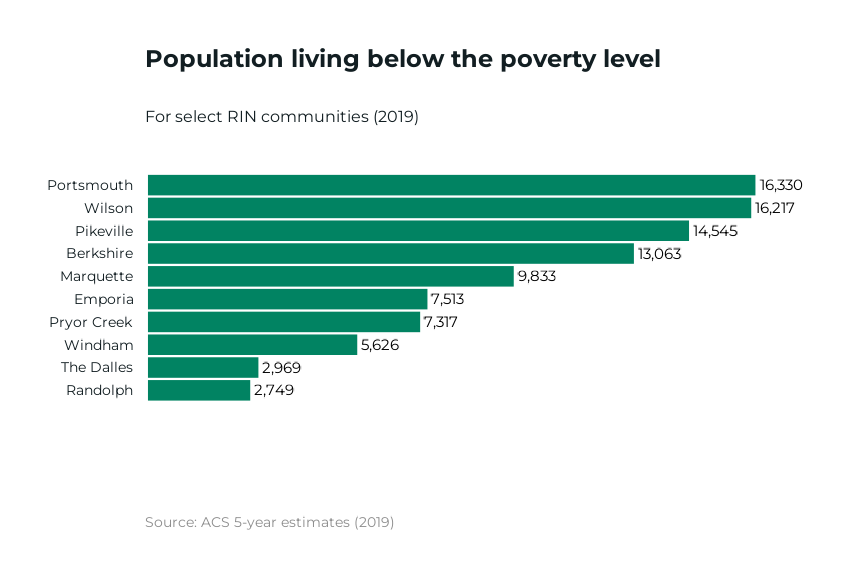 Population living below the poverty level
For select RIN communities (2019)
Portsmouth 16,330
Wilson 16,217
Pikeville 14,545
Berkshire 13,063
Marquette 9,833
Emporia 7,513
Pryor Creek 7,317
Windham 5,626
The Dalles 2,969
Randolph 2,749
Source: ACS 5-year estimates (2019)